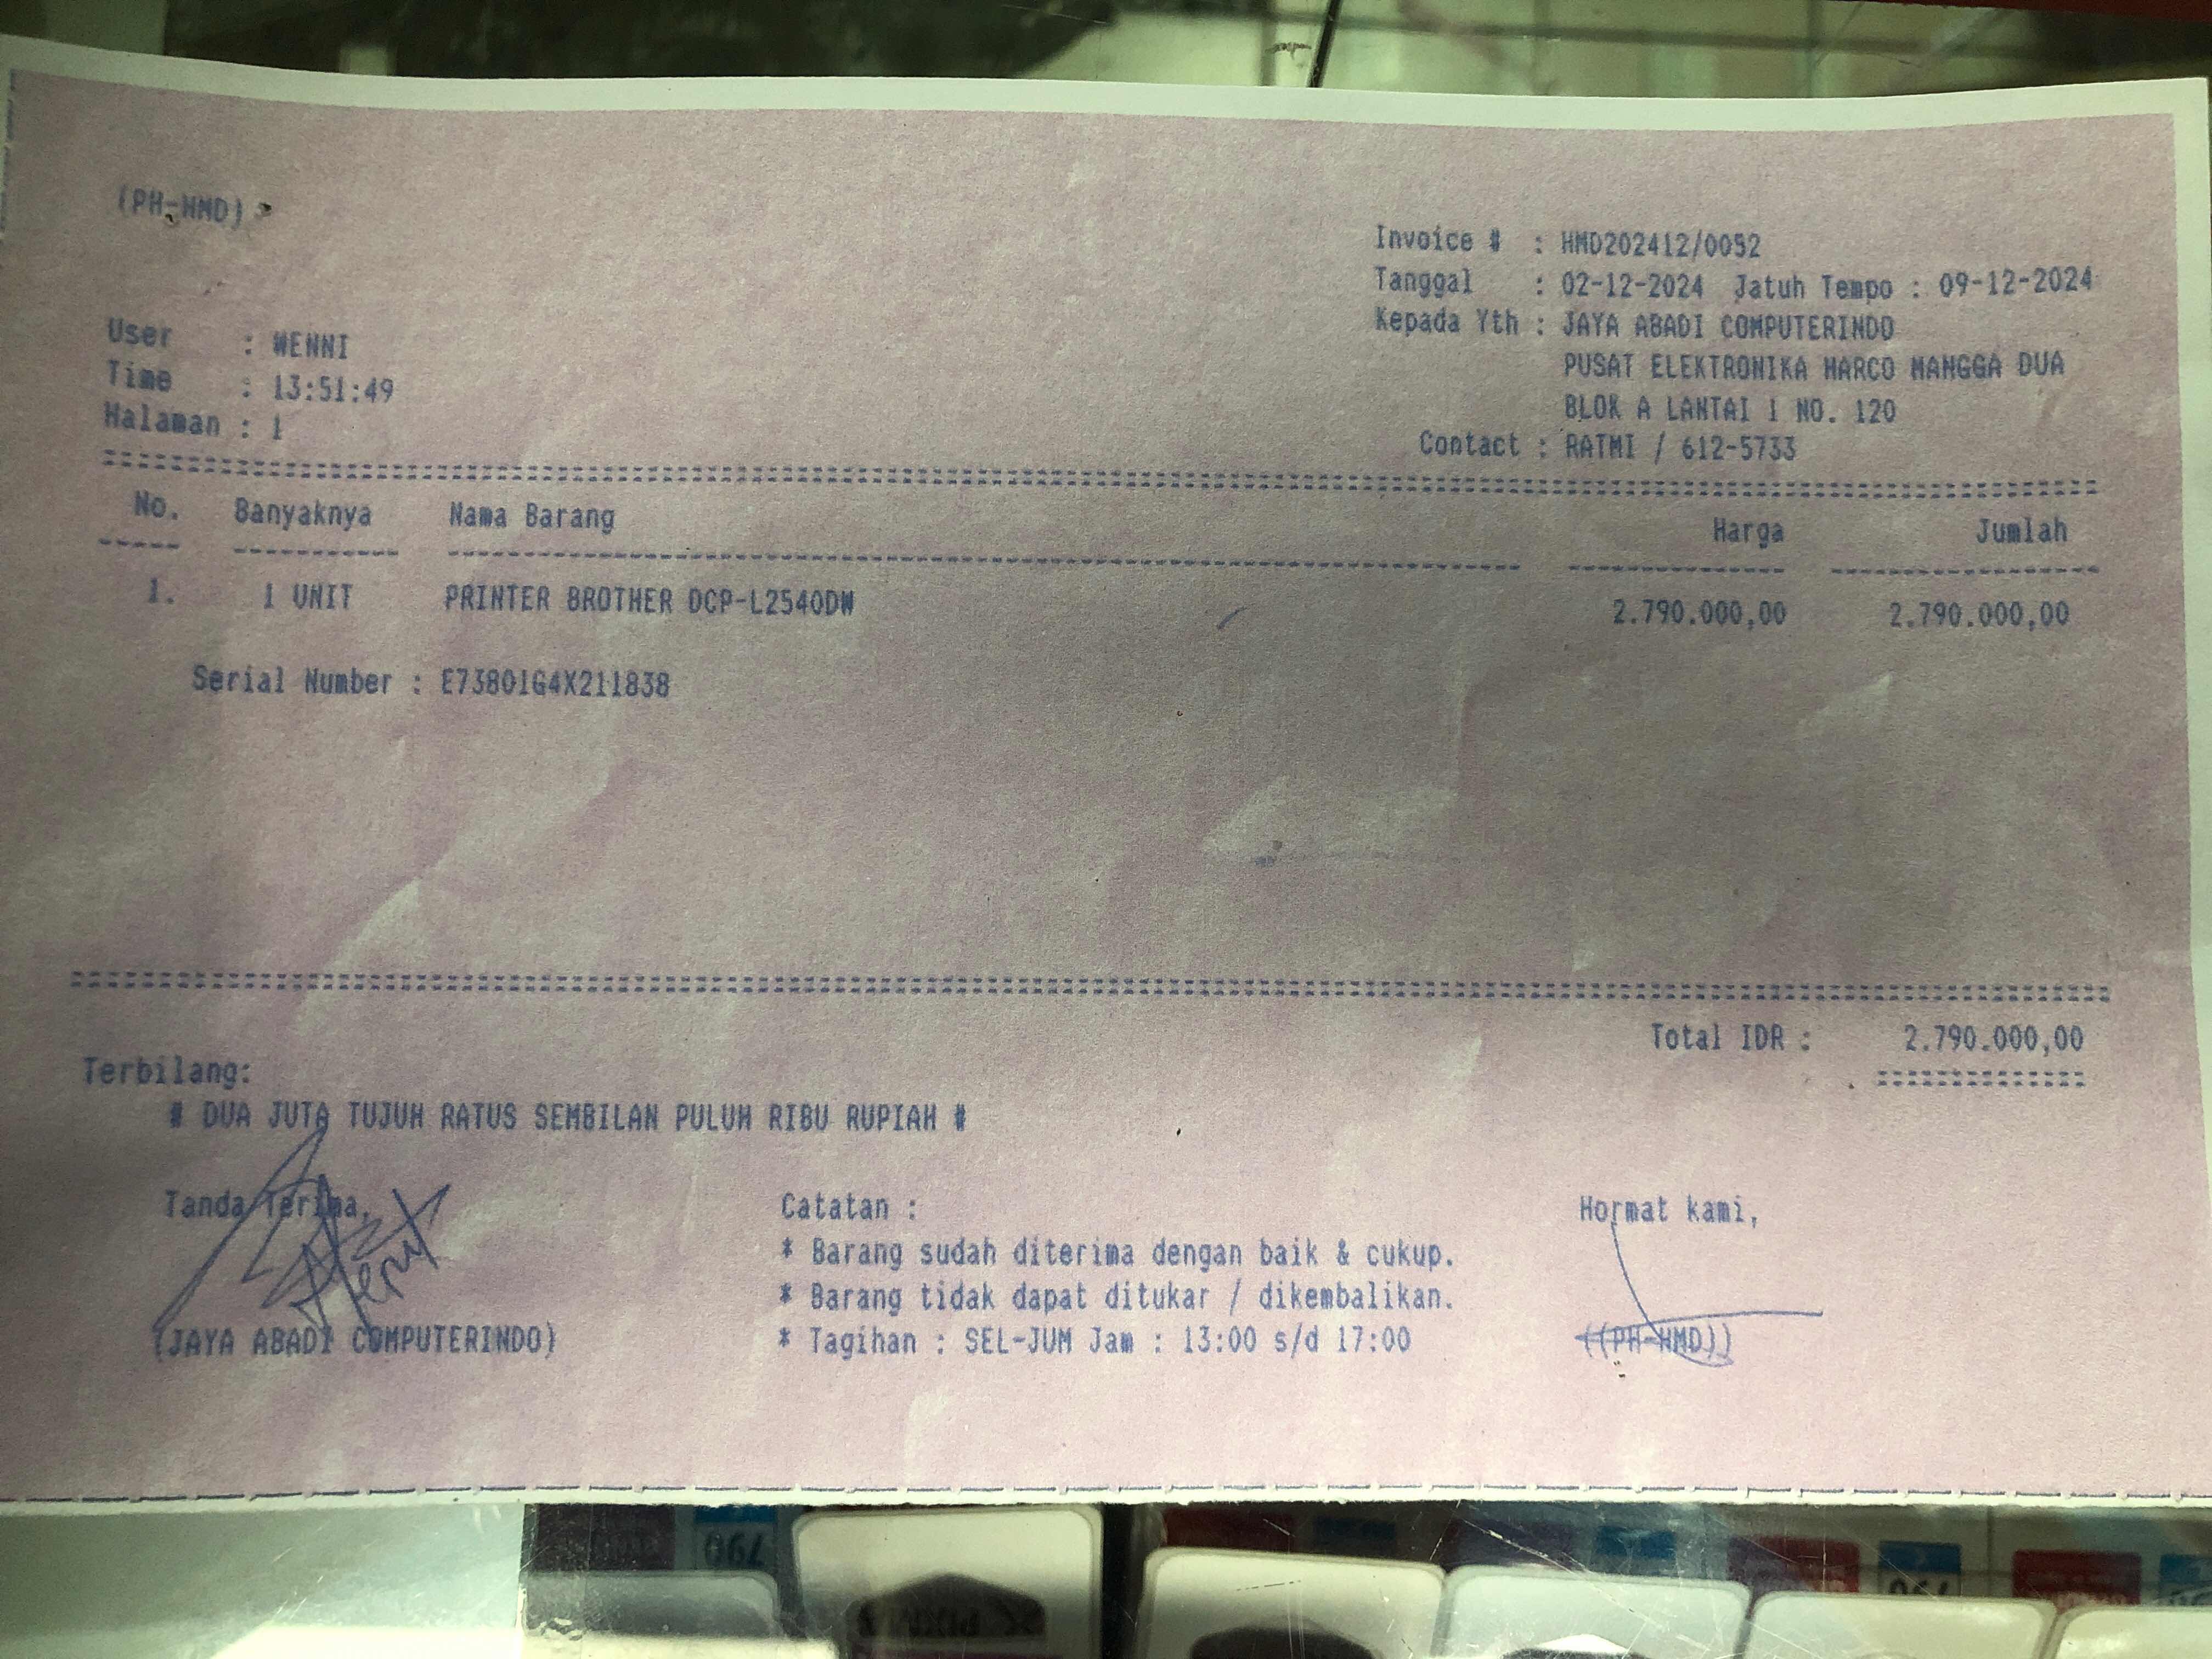 (PH-HMD)
Invoice # : HMD202412/0052
Tanggal : 02-12-2024 Jatuh Tempo : 09-12-2024
Kepada Yth : JAYA ABADI COMPUTERINDO
PUSAT ELEKTRONIKA HARCO MANGGA DUA
BLOK A LANTAI 1 NO. 120
Contact : RATMI / 612-5733
User : WENNI
Time : 13:51:49
Halaman : 1
No. Banyaknya Nama Barang Harga Jumlah
1. 1 UNIT PRINTER BROTHER DCP-L2540DW 2.790.000,00 2.790.000,00
Serial Number : E73801G4X211838
Total IDR : 2.790.000,00
Terbilang:
# DUA JUTA TUJUH RATUS SEMBILAN PULUH RIBU RUPIAH #
Tanda Terima,
(JAYA ABADI COMPUTERINDO)
Catatan :
* Barang sudah diterima dengan baik & cukup.
* Barang tidak dapat ditukar / dikembalikan.
* Tagihan : SEL-JUM Jam : 13:00 s/d 17:00
Hormat kami,
((PH-HMD))
790